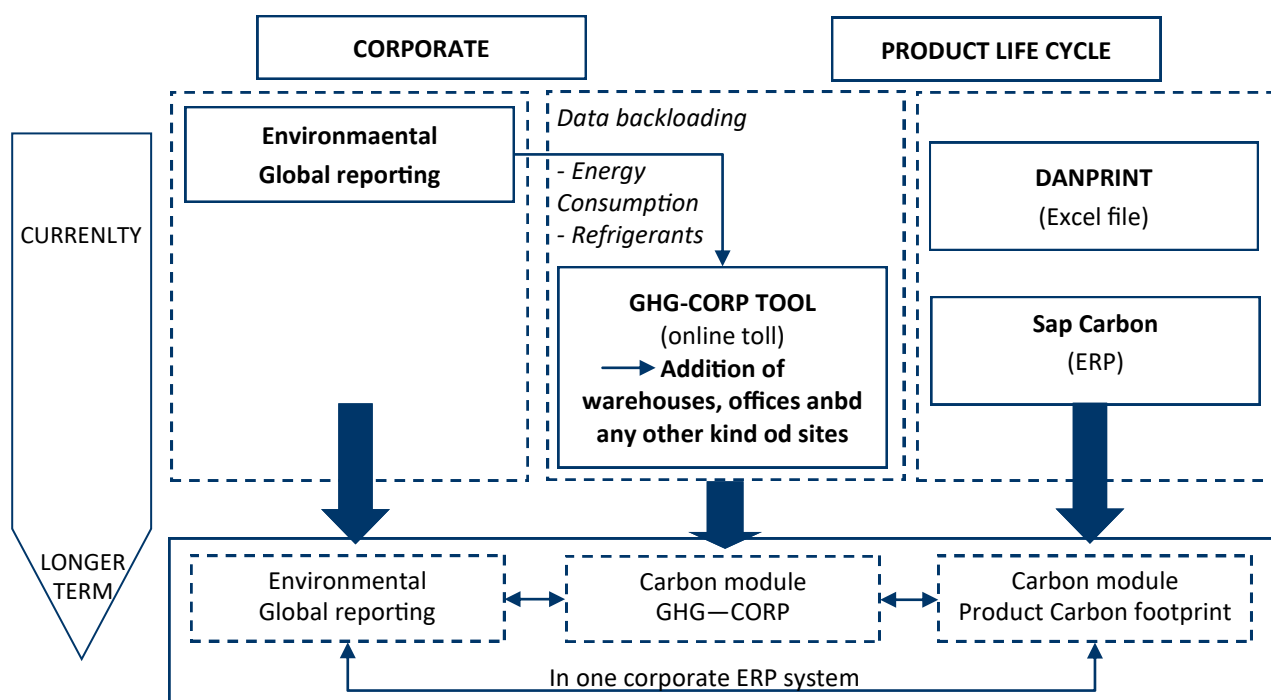 CORPORATE
PRODUCT LIFE CYCLE
CURRENLTY
LONGER
TERM
Environmaental
Global reporting
Data backloading
- Energy
Consumption
- Refrigerants
GHG-CORP TOOL
(online toll)
Addition of
warehouses, offices anbd
any other kind od sites
DANPRINT
(Excel file)
Sap Carbon
(ERP)
Environmental
Global reporting
Carbon module
GHG—CORP
Carbon module
Product Carbon footprint
In one corporate ERP system